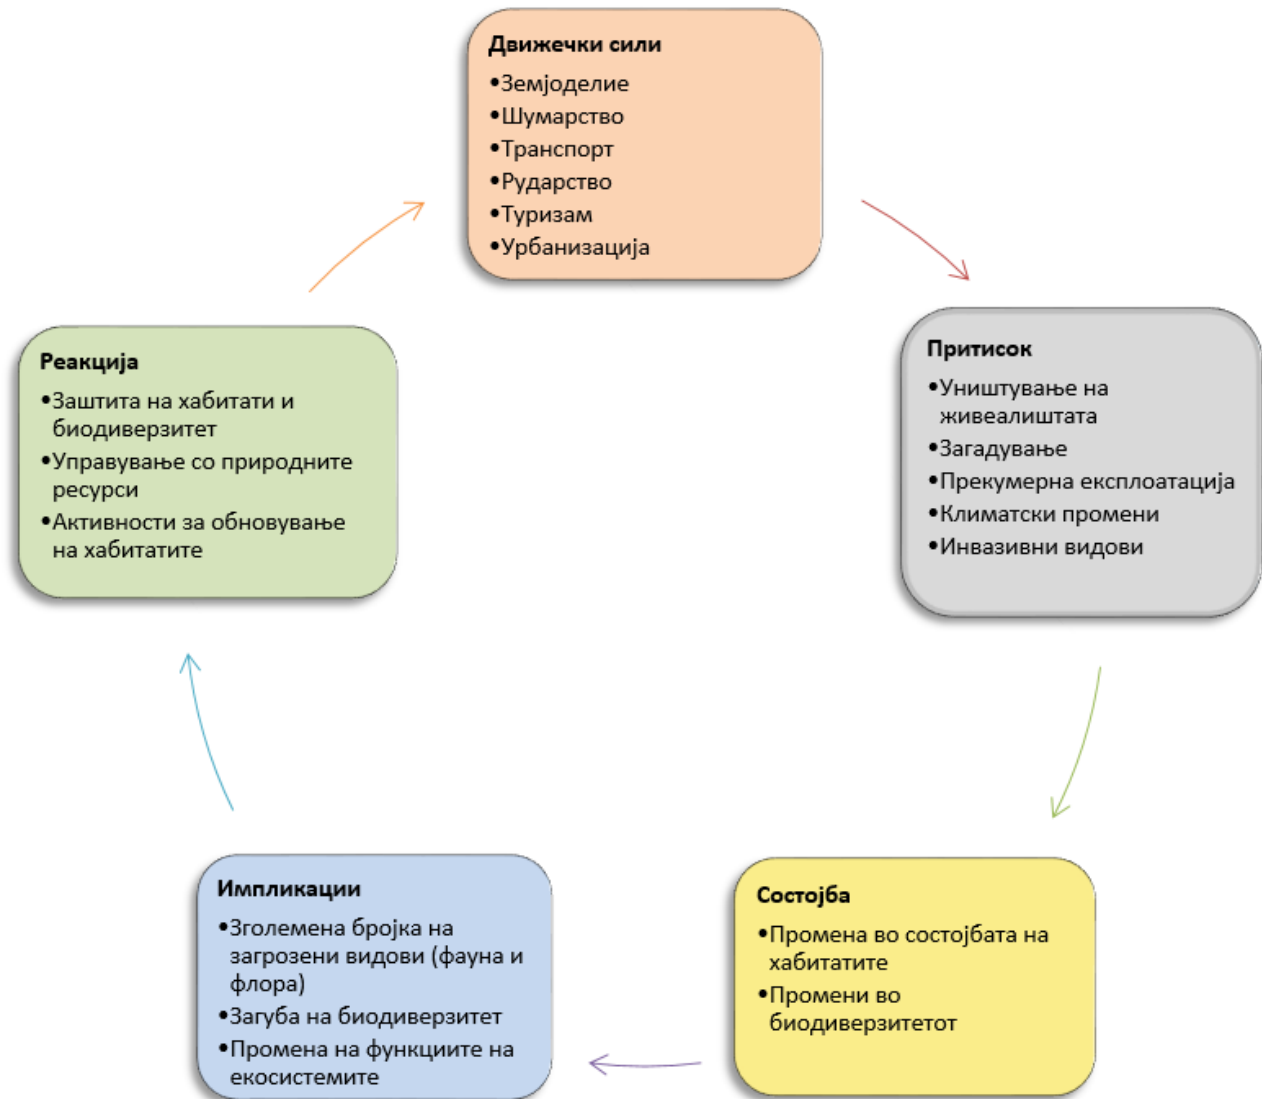 Движечки сили
•Земјоделие
•Шумарство
•Транспорт
•Рударство
•Туризам
•Урбанизација
Притисок
•Уништување на
живеалиштата
•Загадување
•Прекумерна експлоатација
•Климатски промени
•Инвазивни видови
Состојба
•Промена во состојбата на
хабитатите
•Промени во
биодиверзитетот
Импликации
•Зголемена бројка на
загрозени видови (фауна и
флора)
•Загуба на биодиверзитет
•Промена на функциите на
екосистемите
Реакција
•Заштита на хабитати и
биодиверзитет
•Управување со природните
ресурси
•Активности за обновување
на хабитатите